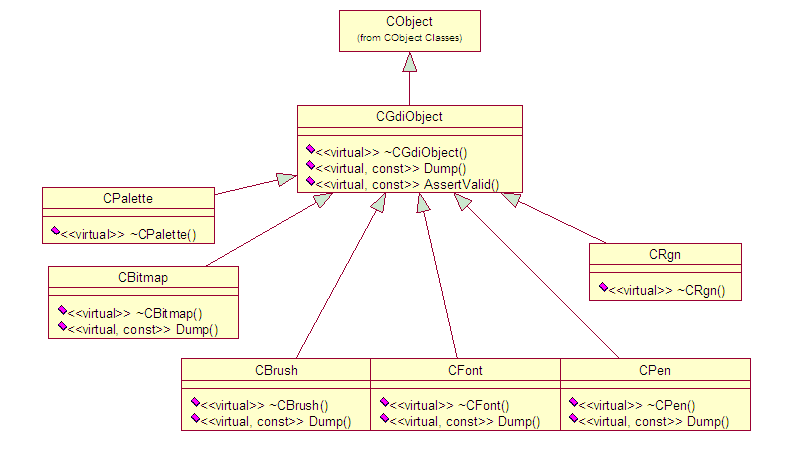 CObject
(from CObject Classes)
CGdiObject
<<virtual>> ~CGdiObject()
<<virtual, const>> Dump()
<<virtual, const>> AssertValid()
CPalette
<<virtual>> ~CPalette()
CBitmap
<<virtual>> ~CBitmap()
<<virtual, const>> Dump()
CRgn
<<virtual>> ~CRgn()
CBrush
<<virtual>> ~CBrush()
<<virtual, const>> Dump()
CFont
<<virtual>> ~CFont()
<<virtual, const>> Dump()
CPen
<<virtual>> ~CPen()
<<virtual, const>> Dump()